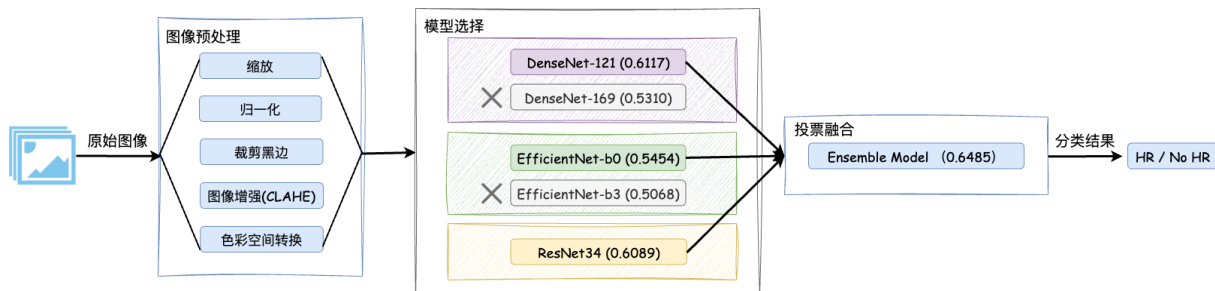 原始图像
图像预处理
缩放
归一化
裁剪黑边
图像增强(CLAHE)
色彩空间转换
模型选择
DenseNet-121 (0.6117)
DenseNet-169 (0.5310)
EfficientNet-b0 (0.5454)
EfficientNet-b3 (0.5068)
ResNet34 (0.6089)
投票融合
Ensemble Model （0.6485）
分类结果
HR / No HR